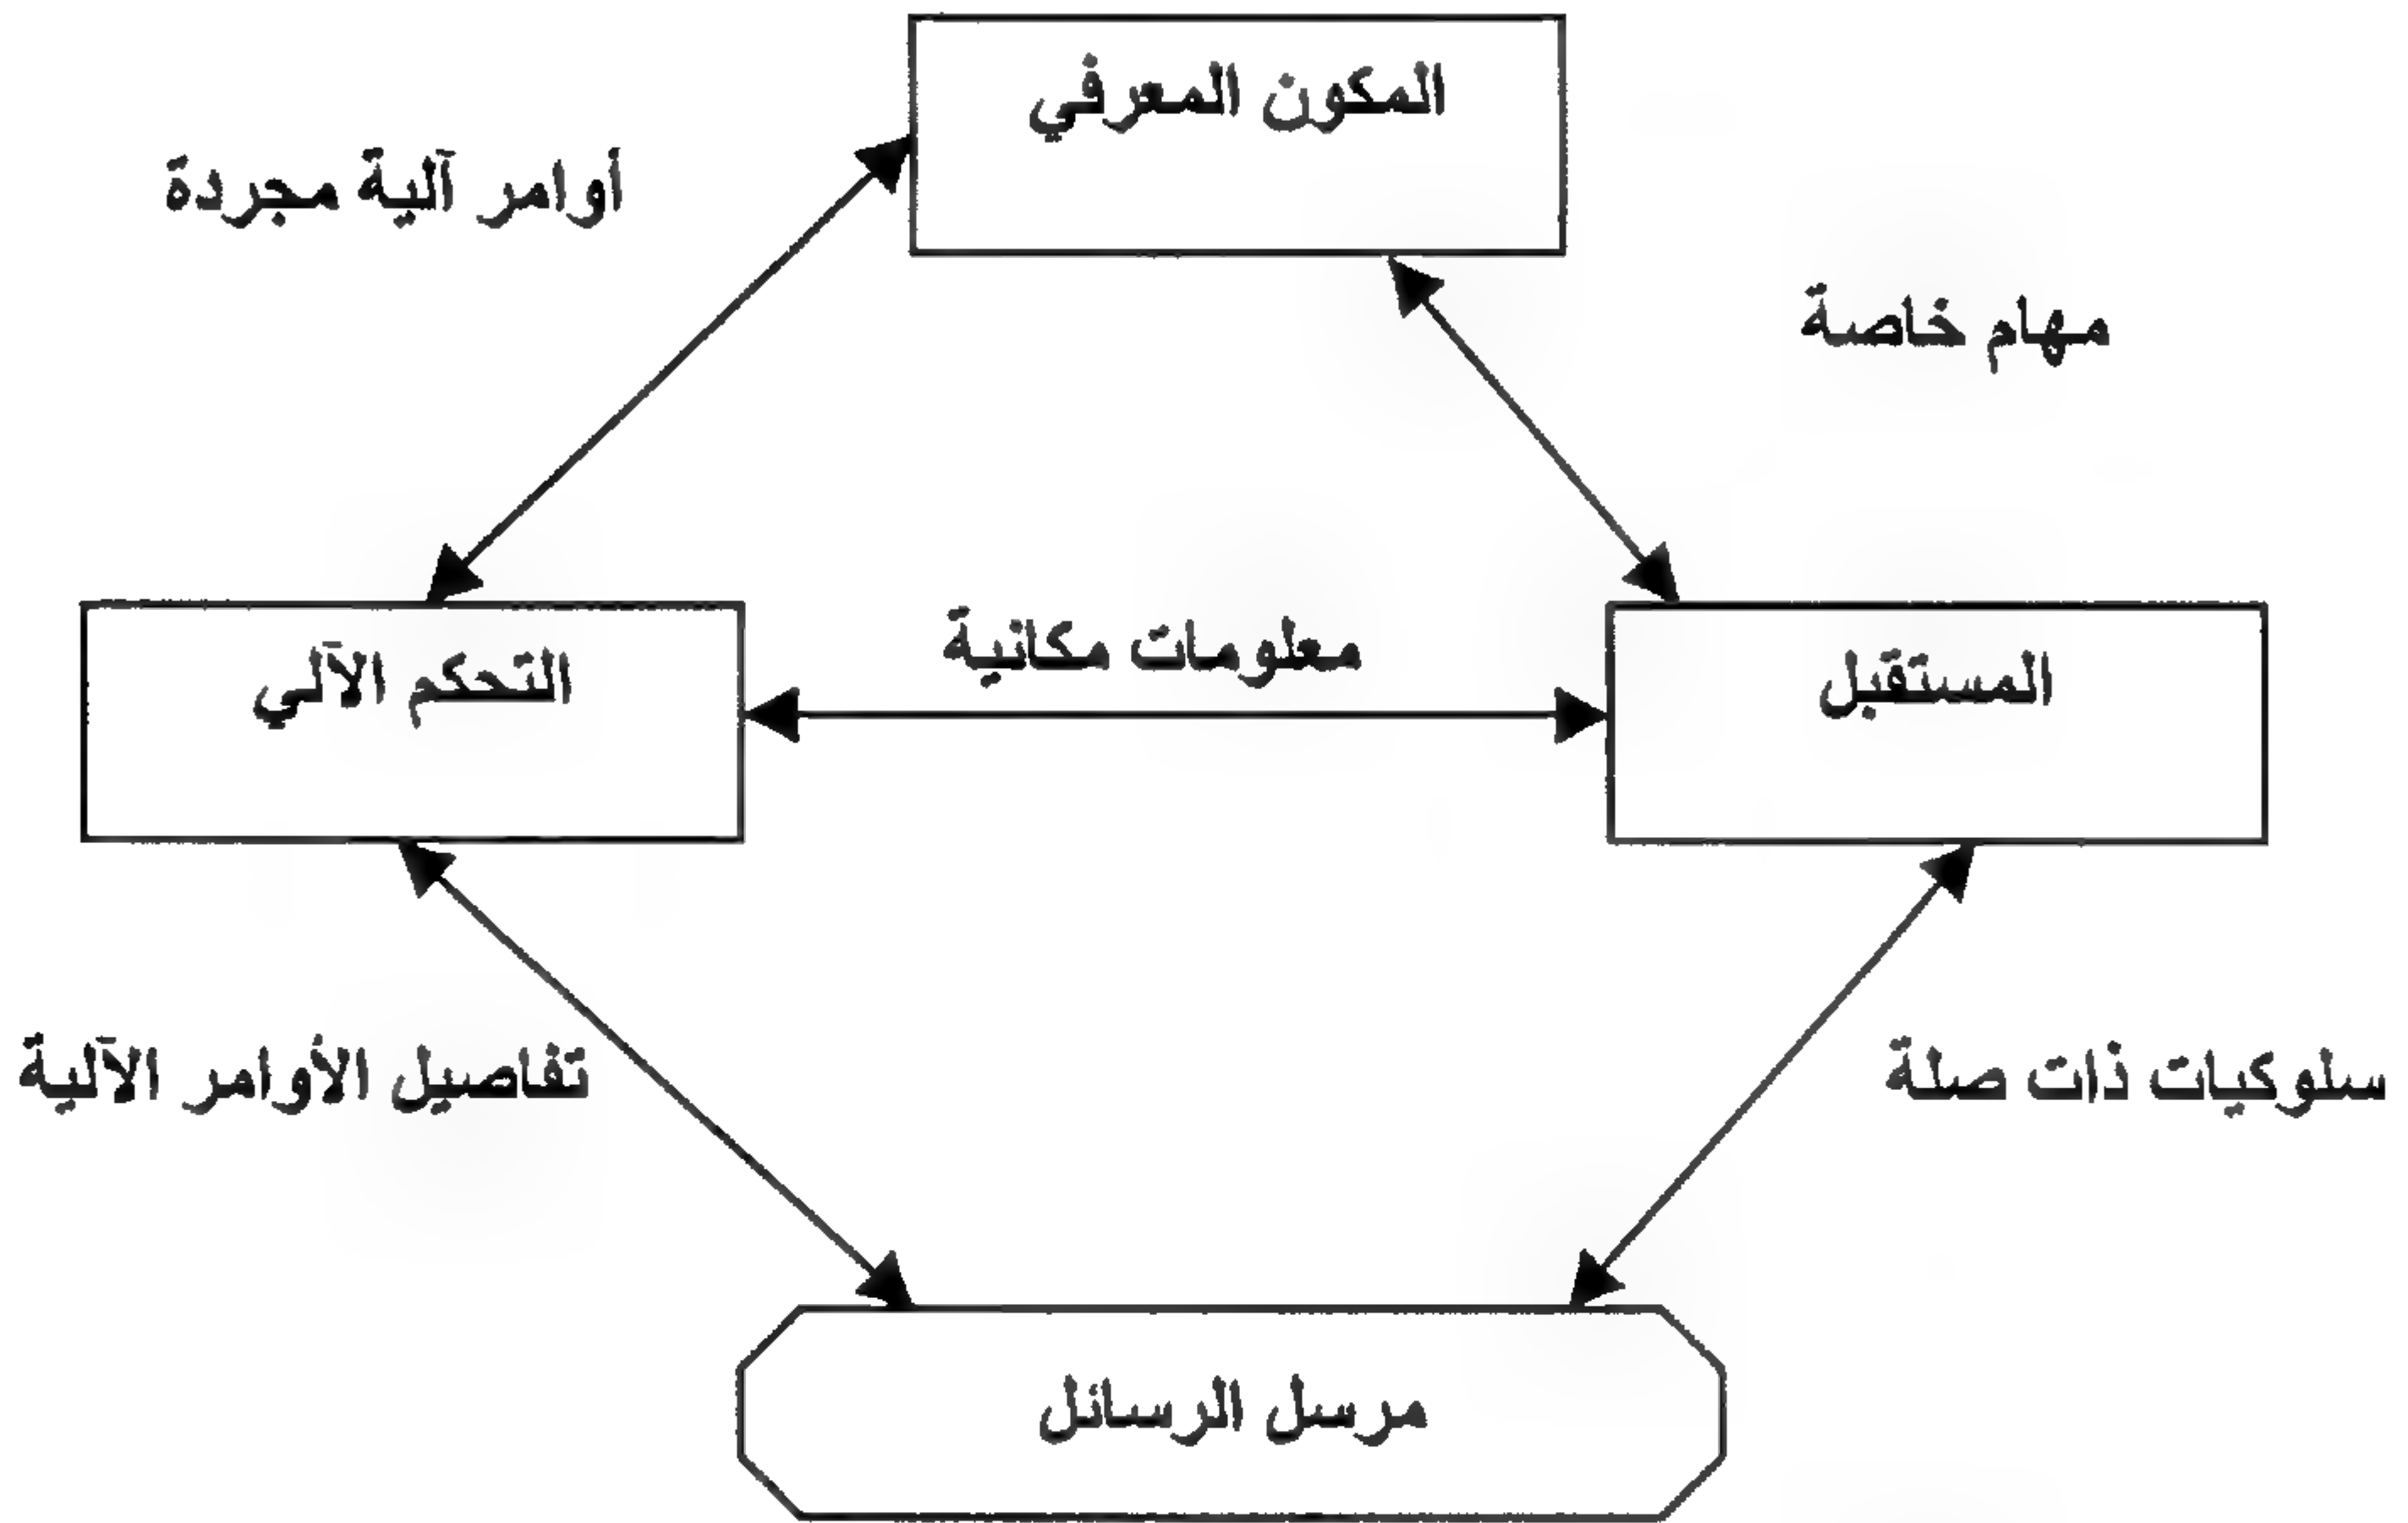 المكون المعرفي
أوامر آلية مجردة
مهام خاصة
معلومات مكانية
المستقبل
التحكم الآلي
سلوكيات ذات صلة
تفاصيل الأوامر الآلية
مرسل الرسائل